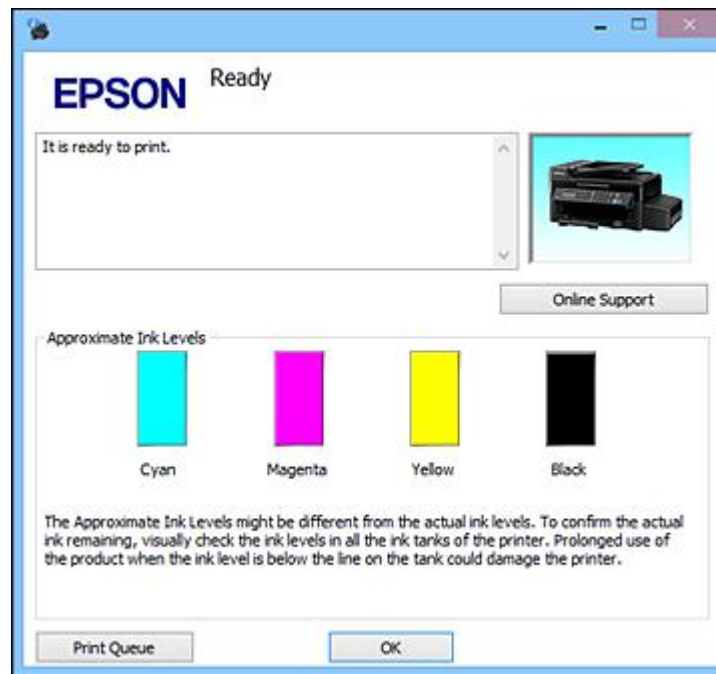 EPSON
Ready
It is ready to print.
Online Support
Approximate Ink Levels
Cyan Magenta Yellow Black
The Approximate Ink Levels might be different from the actual ink levels. To confirm the actual
ink remaining, visually check the ink levels in all the ink tanks of the printer. Prolonged use of
the product when the ink level is below the line on the tank could damage the printer.
Print Queue OK